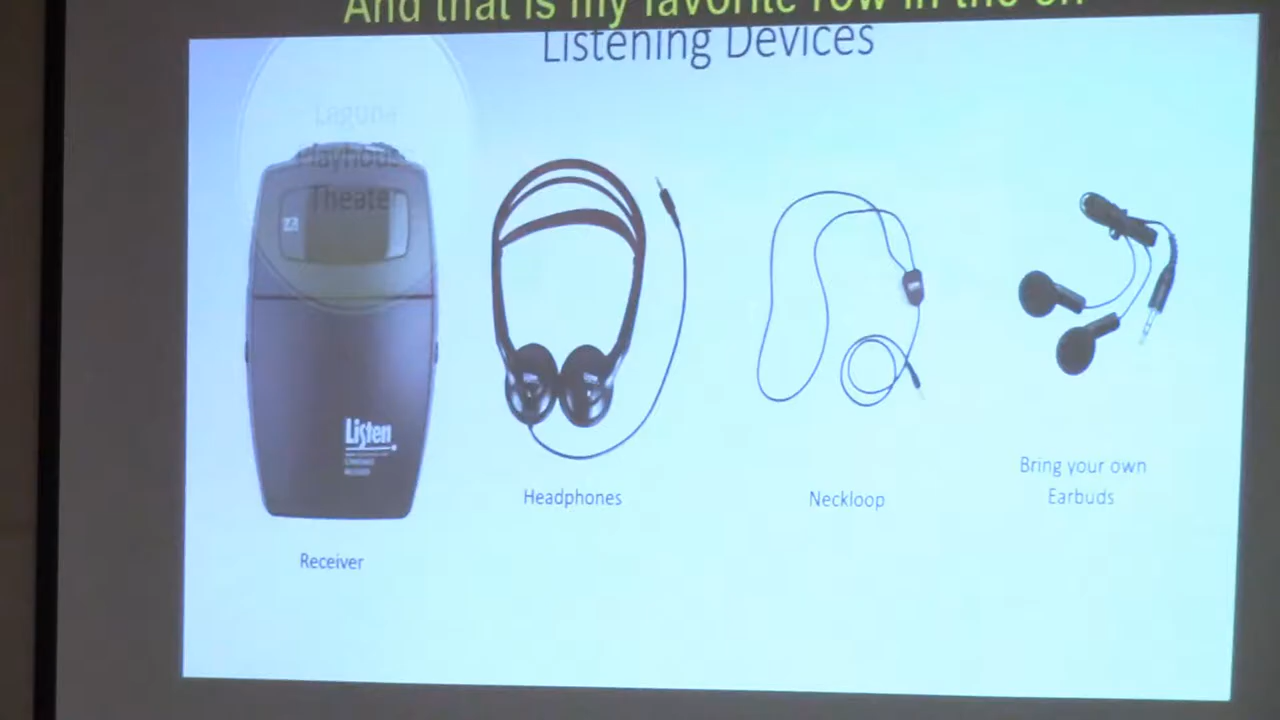 And that is my favorite row in the
Listening Devices
Laguna
Playhouse
Theater
Listen
Headphones
Neckloop
Bring your own
Earbuds
Receiver